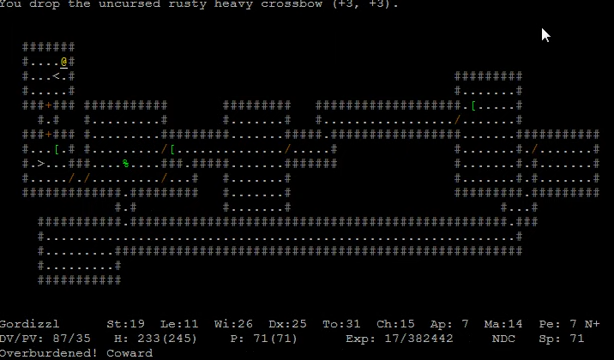 You drop the uncursed rusty heavy crossbow (+3, +3).
Gordizzl St:19 Le:11 Wi:26 Dx:25 To:31 Ch:15 Ap: 7 Ma:14 Pe: 7 N+
DV/PV: 87/35 H: 233(245) P: 71(71) Exp: 17/382442 NDC Sp: 71
Overburdened! Coward